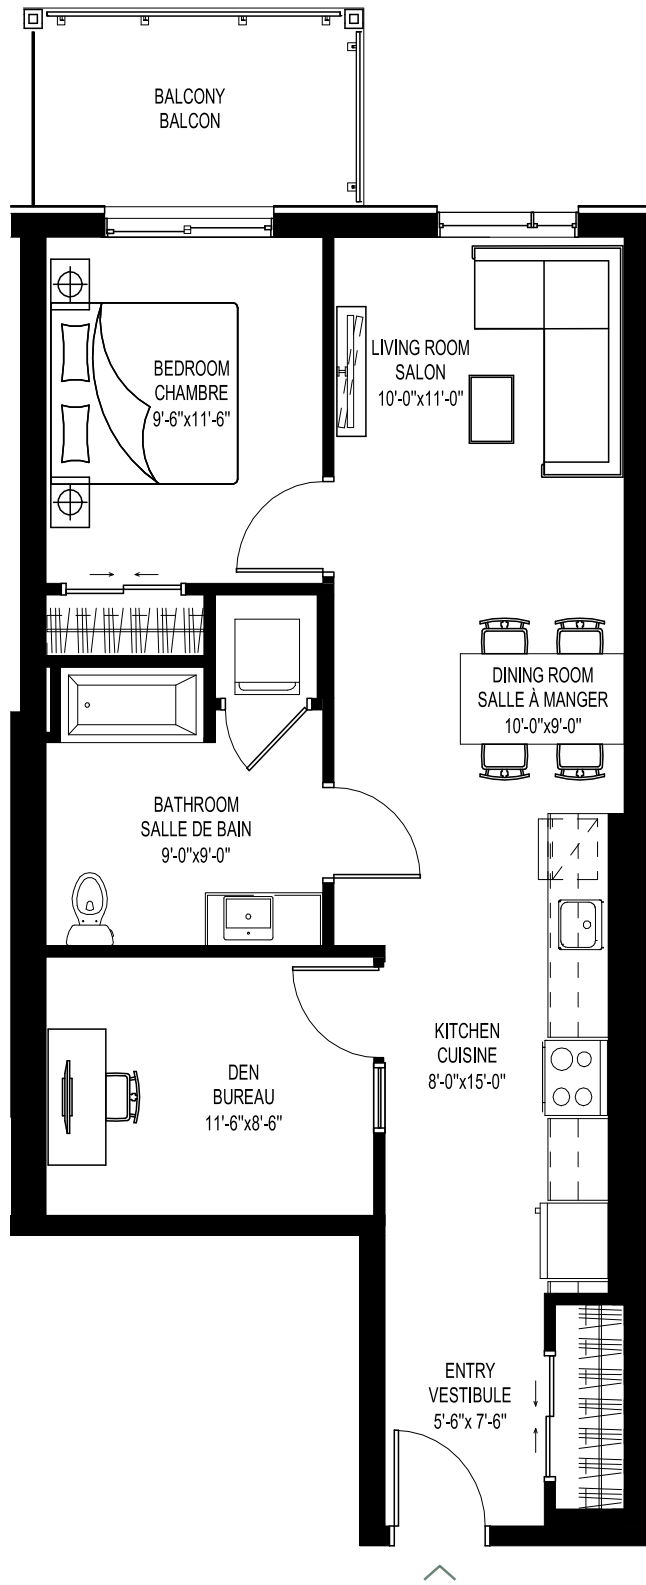 BALCONY
BALCON
BEDROOM
CHAMBRE
9'-6"x11'-6"
LIVING ROOM
SALON
10'-0"x11'-0"
DINING ROOM
SALLE À MANGER
10'-0"x9'-0"
BATHROOM
SALLE DE BAIN
9'-0"x9'-0"
KITCHEN
CUISINE
8'-0"x15'-0"
DEN
BUREAU
11'-6"x8'-6"
ENTRY
VESTIBULE
5'-6"x 7'-6"